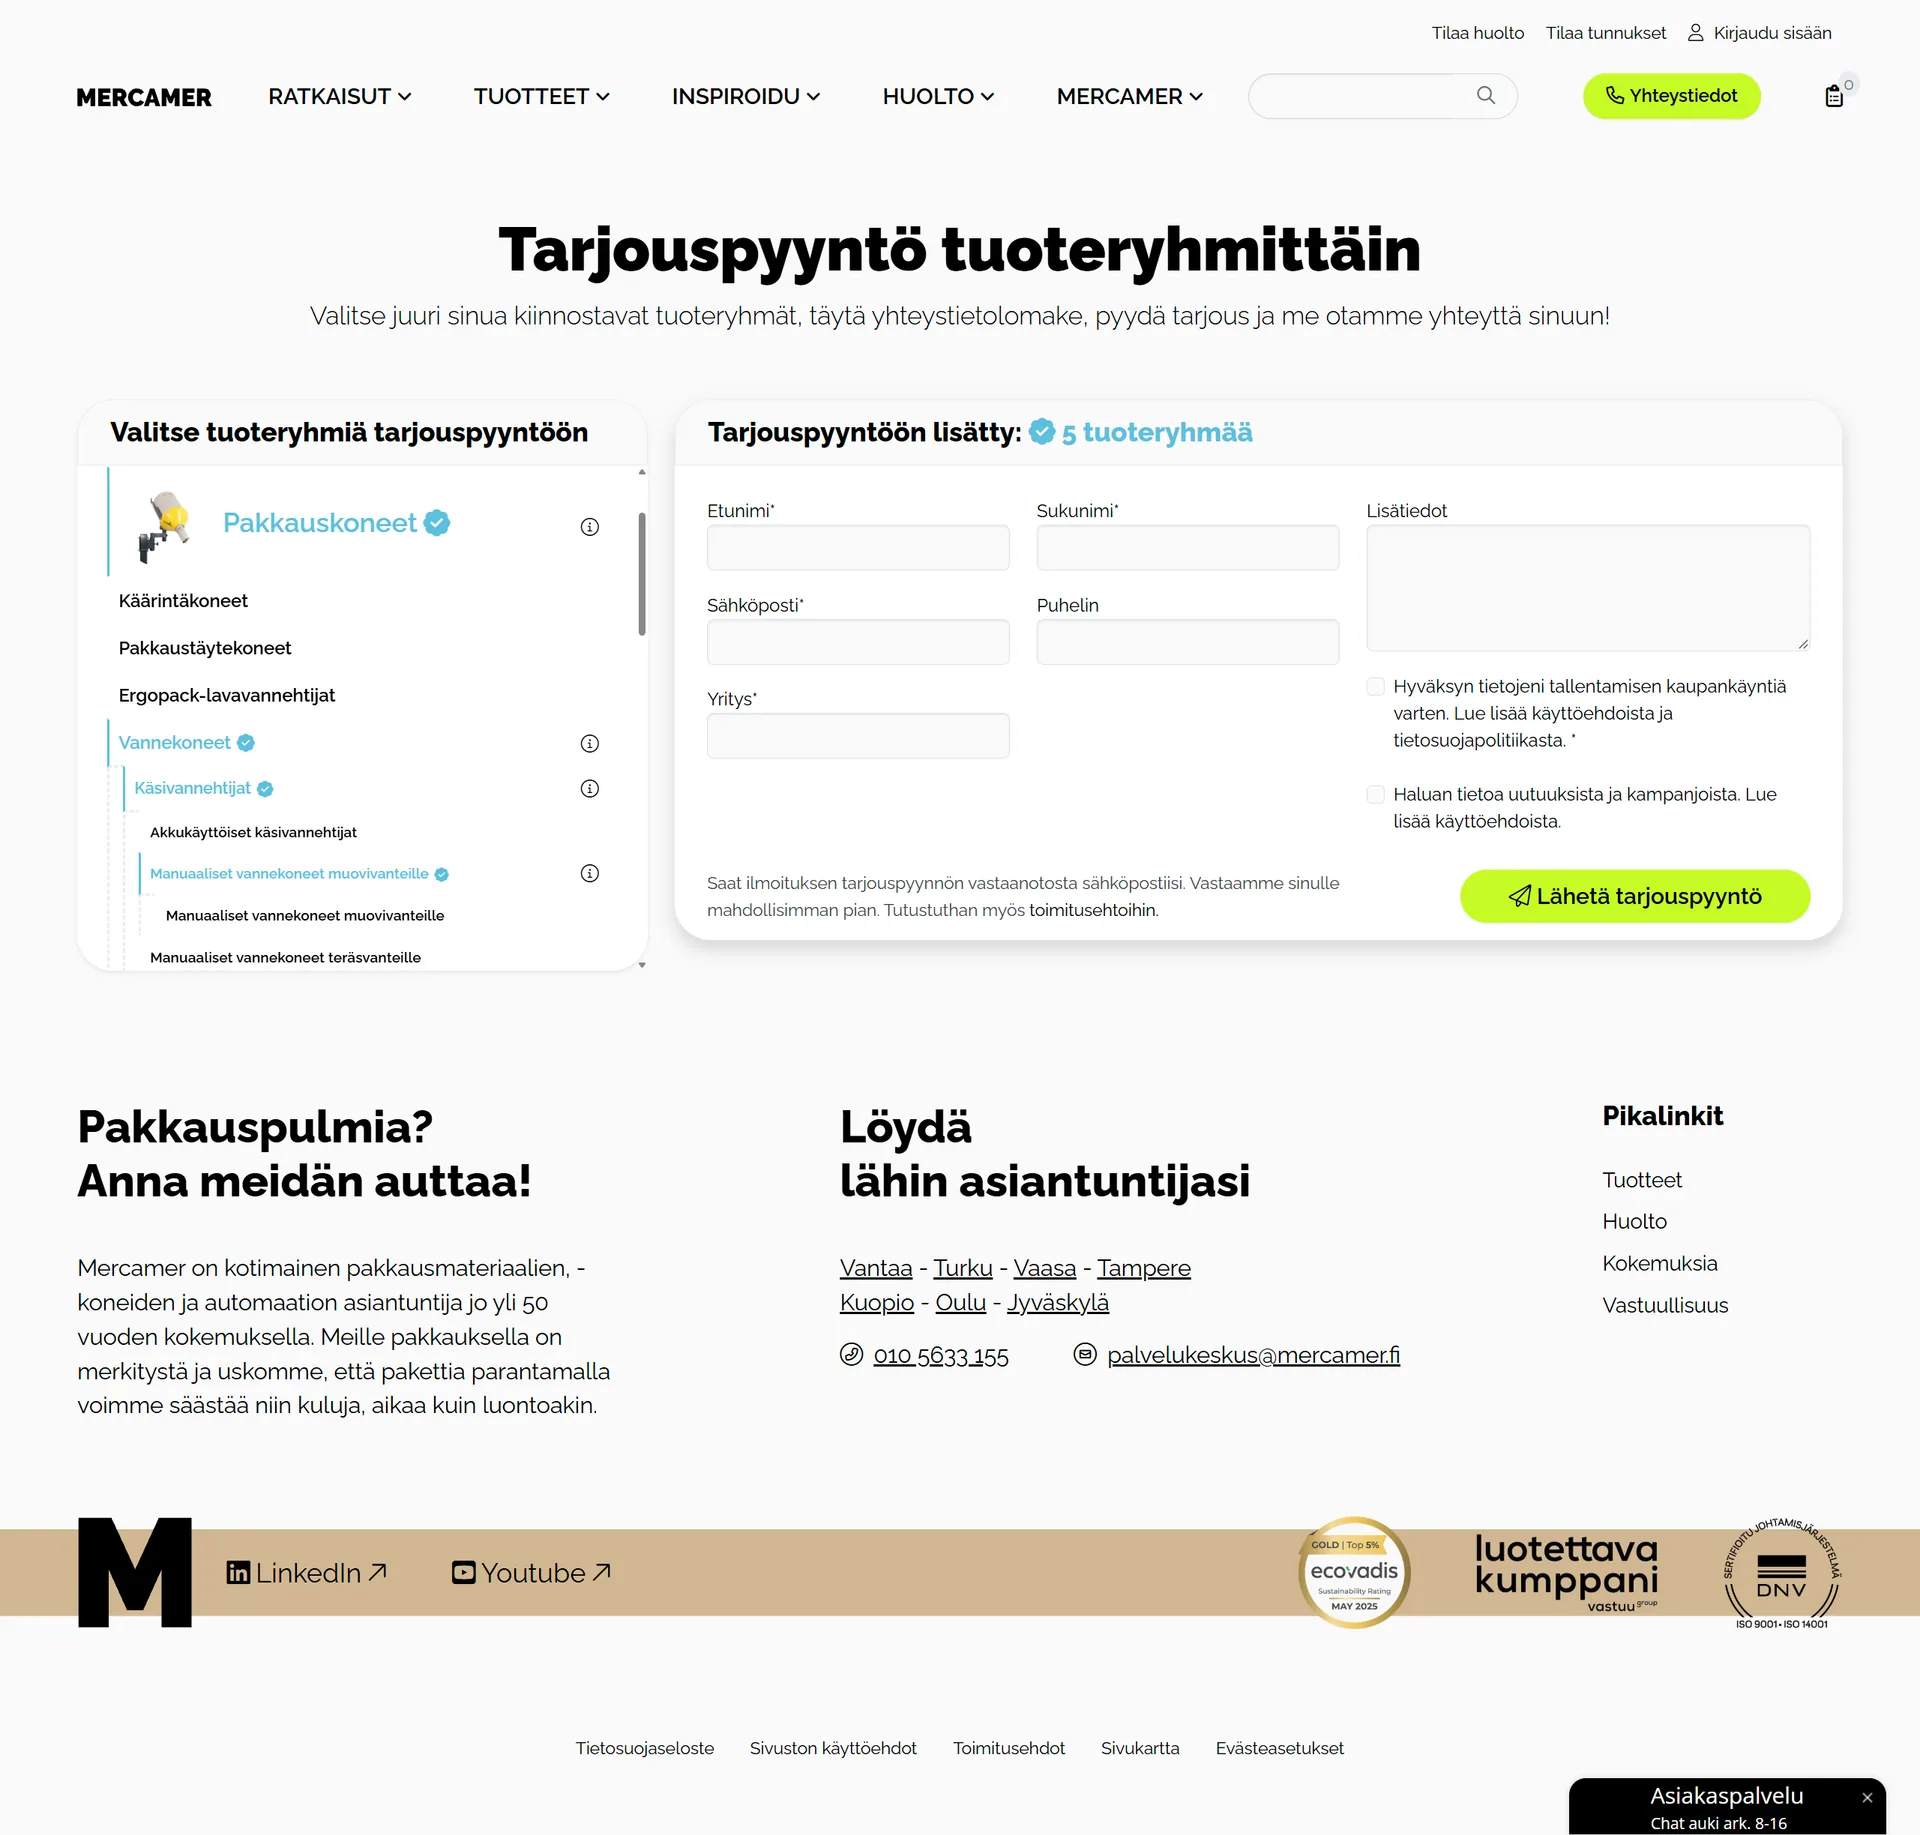 Tilaa huolto
Tilaa tunnukset
Kirjaudu sisään
MERCAMER
RATKAISUT
TUOTTEET
INSPIROIDU
HUOLTO
MERCAMER
Yhteystiedot
0
Tarjouspyyntö tuoteryhmittäin
Valitse juuri sinua kiinnostavat tuoteryhmät, täytä yhteystietolomake, pyydä tarjous ja me otamme yhteyttä sinuun!
Valitse tuoteryhmiä tarjouspyyntöön
Pakkauskoneet
Käärintäkoneet
Pakkaustäytekoneet
Ergopack-lavavannehtijat
Vannekoneet
Käsivannehtijat
Akkukäyttöiset käsivannehtijat
Manuaaliset vannekoneet muovivanteille
Manuaaliset vannekoneet muovivanteille
Manuaaliset vannekoneet teräsvanteille
Tarjouspyyntöön lisätty: 5 tuoteryhmää
Etunimi*
Sukunimi*
Lisätiedot
Sähköposti*
Puhelin
Yritys*
Hyväksyn tietojeni tallentamisen kaupankäyntiä
varten. Lue lisää käyttöehdoista ja
tietosuojapolitiikasta. *
Haluan tietoa uutuuksista ja kampanjoista. Lue
lisää käyttöehdoista.
Saat ilmoituksen tarjouspyynnön vastaanotosta sähköpostiisi. Vastaamme sinulle
mahdollisimman pian. Tutustuthan myös toimitusehtoihin.
Lähetä tarjouspyyntö
Pakkauspulmia?
Anna meidän auttaa!
Mercamer on kotimainen pakkausmateriaalien, -
koneiden ja automaation asiantuntija jo yli 50
vuoden kokemuksella. Meille pakkauksella on
merkitystä ja uskomme, että pakettia parantamalla
voimme säästää niin kuluja, aikaa kuin luontoakin.
Löydä
lähin asiantuntijasi
Vantaa - Turku - Vaasa - Tampere
Kuopio - Oulu - Jyväskylä
010 5633 155
palvelukeskus@mercamer.fi
Pikalinkit
Tuotteet
Huolto
Kokemuksia
Vastuullisuus
M
LinkedIn
Youtube
GOLD | Top 5%
ecovadis
Sustainability Rating
MAY 2025
luotettava
kumppani
vastuu group
SERTIFIOITU JOHTAMISJÄRJESTELMÄ
DNV
ISO 9001 • ISO 14001
Tietosuojaseloste
Sivuston käyttöehdot
Toimitusehdot
Sivukartta
Evästeasetukset
Asiakaspalvelu
Chat auki ark. 8-16